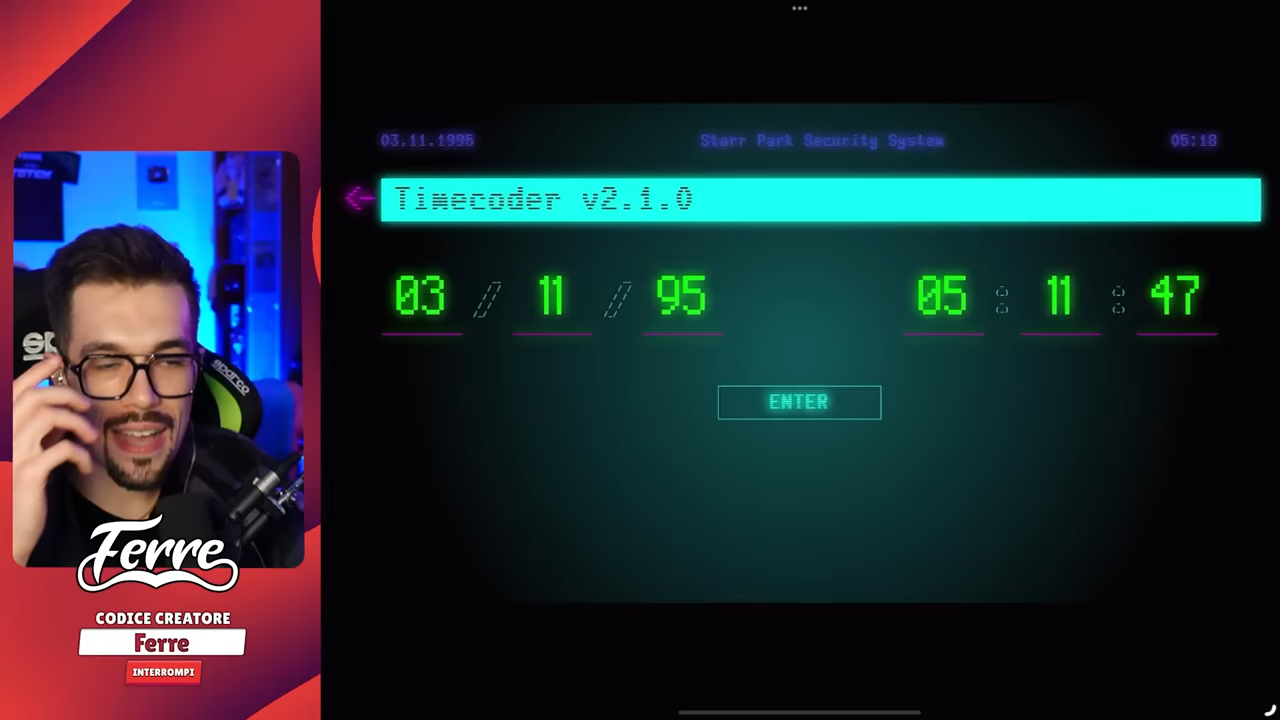 03.11.1995 Starr Park Security System 05:18
<- Timecoder v2.1.0
03 // 11 // 95 05 : 11 : 47
ENTER
sparco
Ferre
CODICE CREATORE
Ferre
INTERROMPI